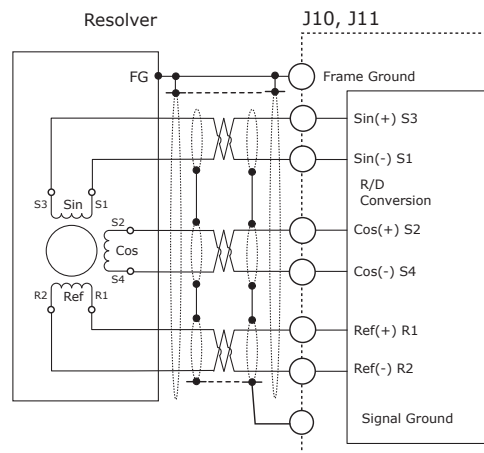 Resolver
J10, J11
FG
Frame Ground
Sin(+) S3
Sin(-) S1
S3
Sin
S1
R/D
Conversion
S2
Cos
S4
Cos(+) S2
Cos(-) S4
R2
Ref
R1
Ref(+) R1
Ref(-) R2
Signal Ground